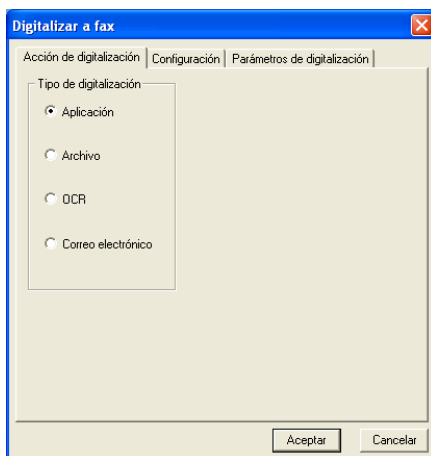 Digitalizar a fax
Acción de digitalización Configuración Parámetros de digitalización
Tipo de digitalización
Aplicación
Archivo
OCR
Correo electrónico
Aceptar Cancelar